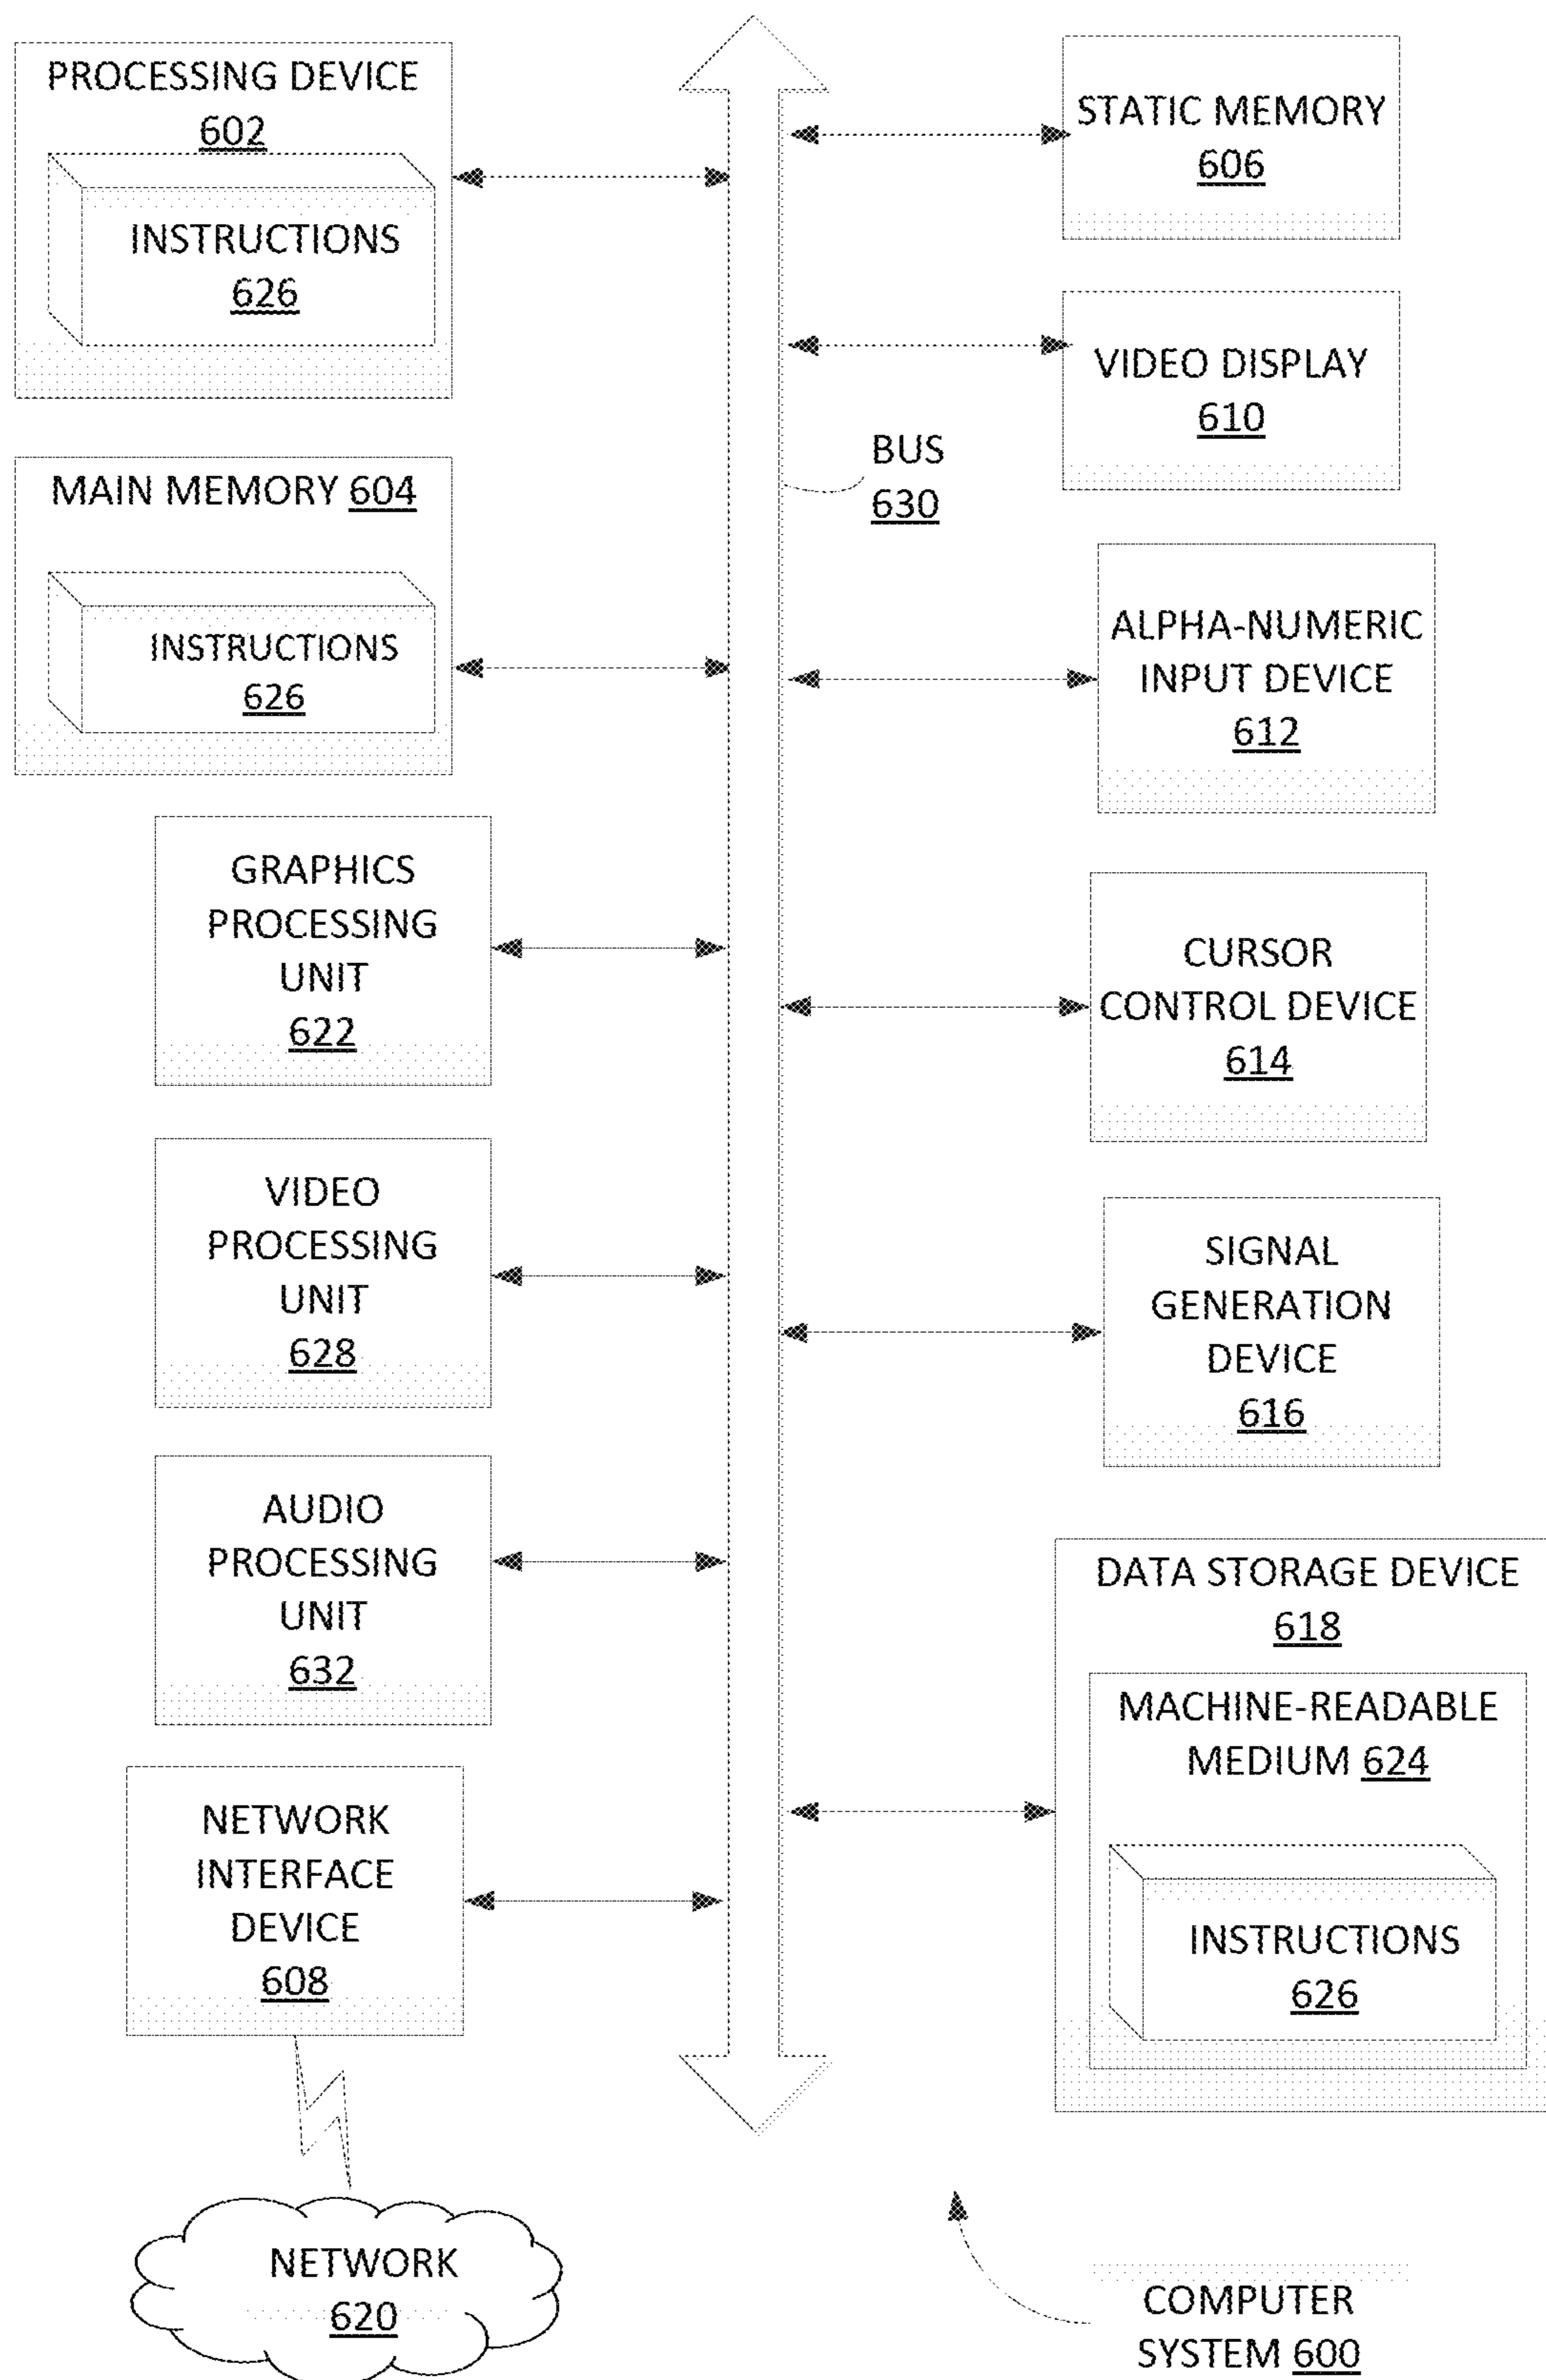 PROCESSING DEVICE
602
INSTRUCTIONS
626
MAIN MEMORY 604
INSTRUCTIONS
626
GRAPHICS
PROCESSING
UNIT
622
VIDEO
PROCESSING
UNIT
628
AUDIO
PROCESSING
UNIT
632
NETWORK
INTERFACE
DEVICE
608
NETWORK
620
BUS
630
STATIC MEMORY
606
VIDEO DISPLAY
610
ALPHA-NUMERIC
INPUT DEVICE
612
CURSOR
CONTROL DEVICE
614
SIGNAL
GENERATION
DEVICE
616
DATA STORAGE DEVICE
618
MACHINE-READABLE
MEDIUM 624
INSTRUCTIONS
626
COMPUTER
SYSTEM 600